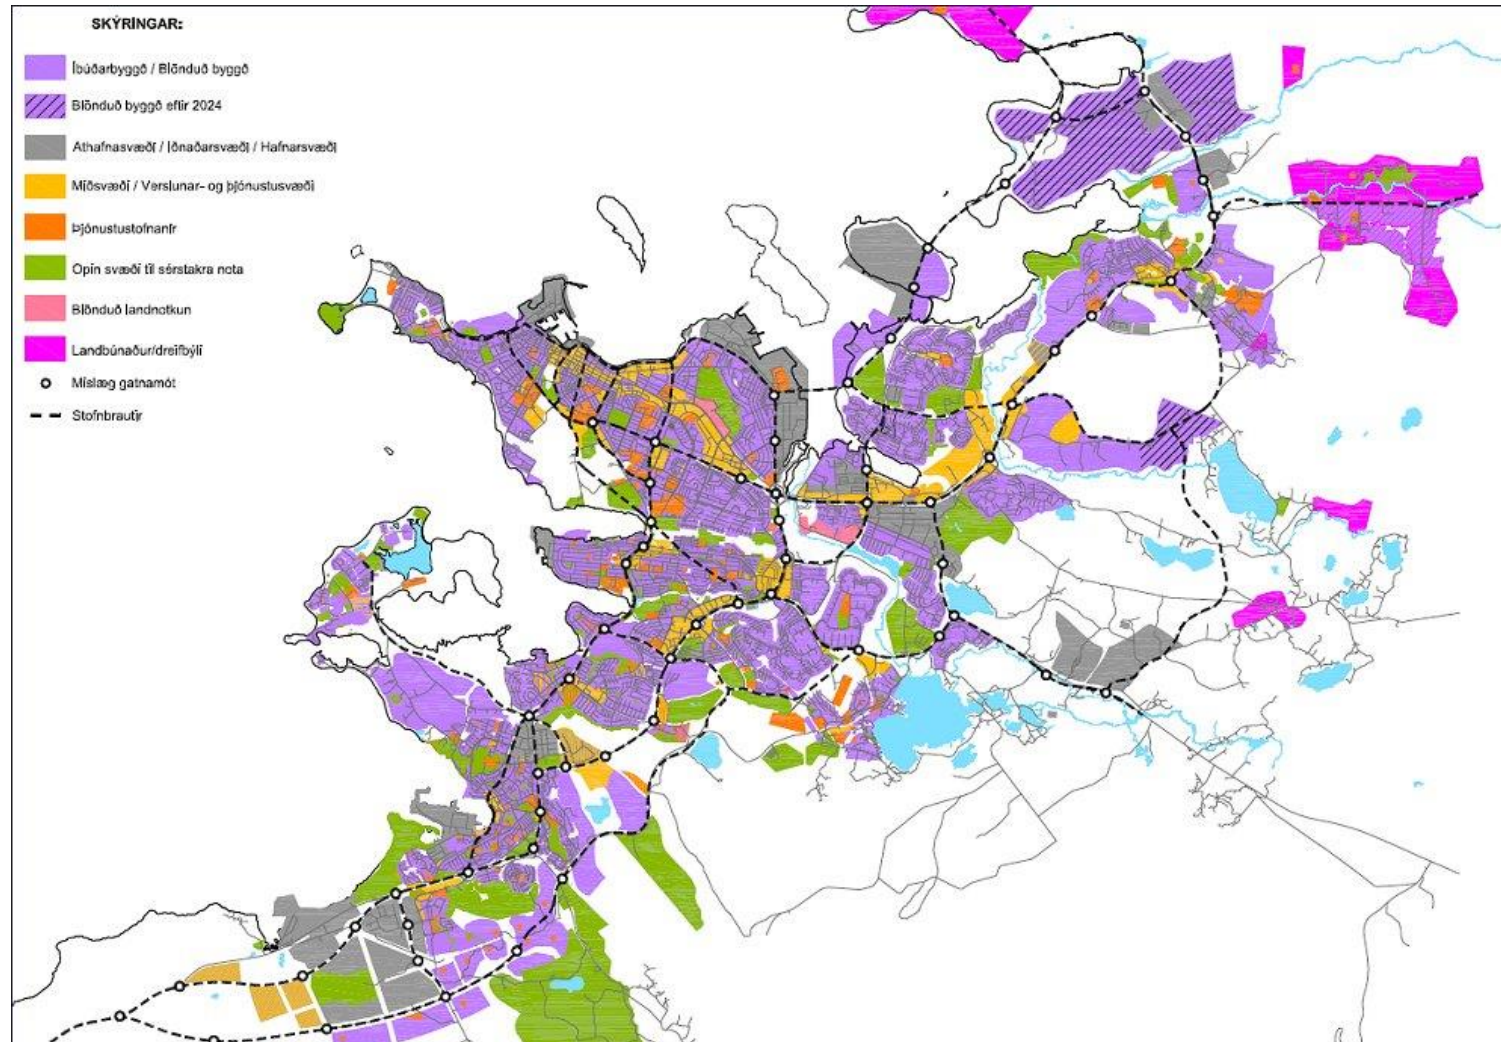 SKÝRINGAR:
Íbúðarbyggð / Blönduð byggð
Blönduð byggð eftir 2024
Athafnasvæði / Iðnaðarsvæði / Hafnarsvæði
Miðsvæði / Verslunar- og þjónustusvæði
Þjónustustofnanir
Opin svæði til sérstakra nota
Blönduð landnotkun
Landbúnaður/dreifbýli
Mislæg gatnamót
Stofnbrautir